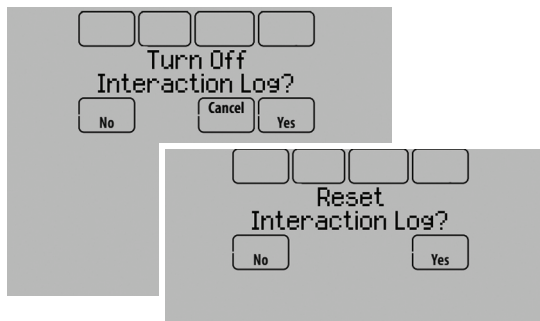 Turn Off
Interaction Log?
No Cancel Yes
Reset
Interaction Log?
No Yes